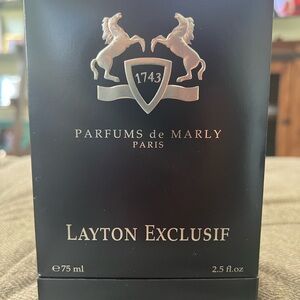 1743
PARFUMS de MARLY
PARIS
LAYTON EXCLUSIF
℮75 ml 2.5 fl.oz